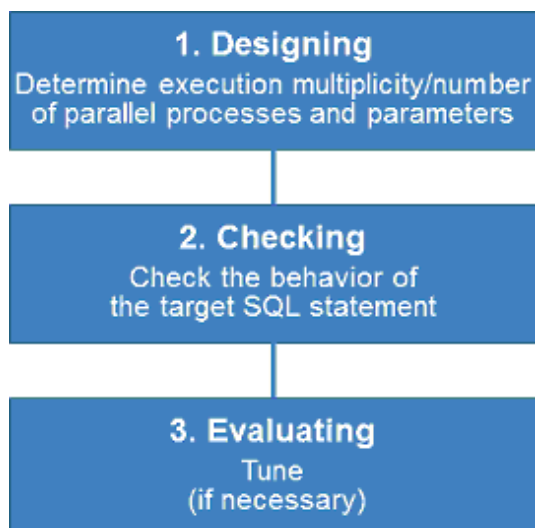 1. Designing
Determine execution multiplicity/number
of parallel processes and parameters
2. Checking
Check the behavior of
the target SQL statement
3. Evaluating
Tune
(if necessary)